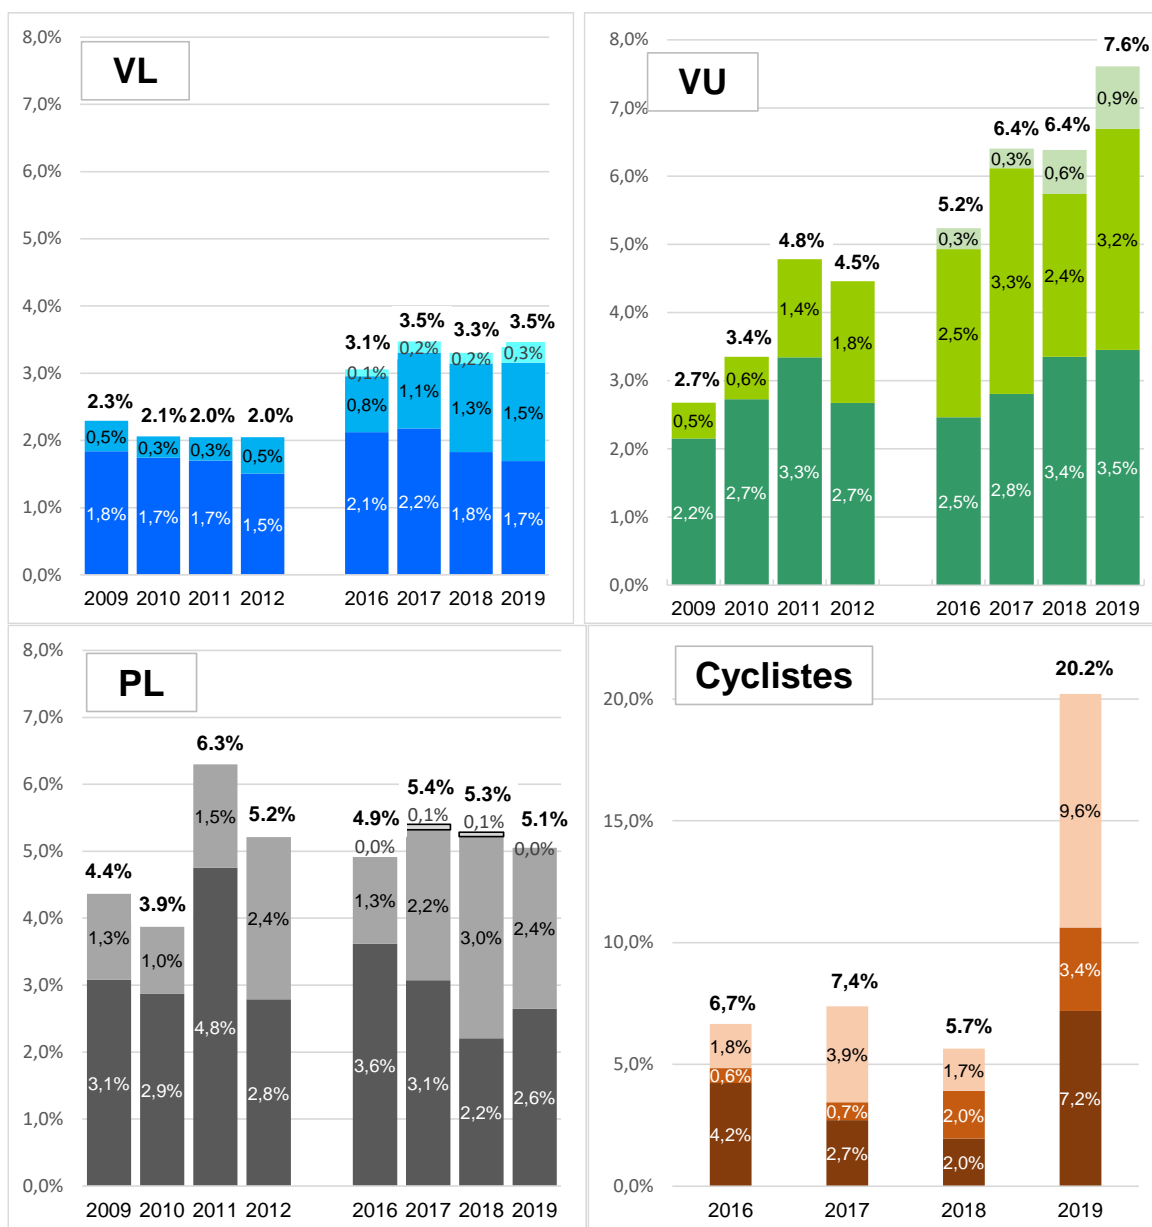 VL
8,0%
7,0%
6,0%
5,0%
4,0%
3,0%
2,0%
1,0%
0,0%
2.3% 2.1% 2.0% 2.0% 3.1% 3.5% 3.3% 3.5%
0,1% 0,2% 0,2% 0,3%
0,5% 0,3% 0,3% 0,5% 0,8% 1,1% 1,3% 1,5%
1,8% 1,7% 1,7% 1,5% 2,1% 2,2% 1,8% 1,7%
2009 2010 2011 2012 2016 2017 2018 2019
VU
8,0%
7,0%
6,0%
5,0%
4,0%
3,0%
2,0%
1,0%
0,0%
2.7% 3.4% 4.8% 4.5% 5.2% 6.4% 6.4% 7.6%
0,3% 0,3% 0,6% 0,9%
0,5% 0,6% 1,4% 1,8% 2,5% 3,3% 2,4% 3,2%
2,2% 2,7% 3,3% 2,7% 2,5% 2,8% 3,4% 3,5%
2009 2010 2011 2012 2016 2017 2018 2019
PL
8,0%
7,0%
6,0%
5,0%
4,0%
3,0%
2,0%
1,0%
0,0%
4.4% 3.9% 6.3% 5.2% 4.9% 5.4% 5.3% 5.1%
0,0% 0,1% 0,1% 0,0%
1,3% 1,0% 1,5% 2,4% 1,3% 2,2% 3,0% 2,4%
3,1% 2,9% 4,8% 2,8% 3,6% 3,1% 2,2% 2,6%
2009 2010 2011 2012 2016 2017 2018 2019
Cyclistes
20,0%
15,0%
10,0%
5,0%
0,0%
6,7% 7,4% 5.7% 20.2%
1,8% 3,9% 1,7% 9,6%
0,6% 0,7% 2,0% 3,4%
4,2% 2,7% 2,0% 7,2%
2016 2017 2018 2019